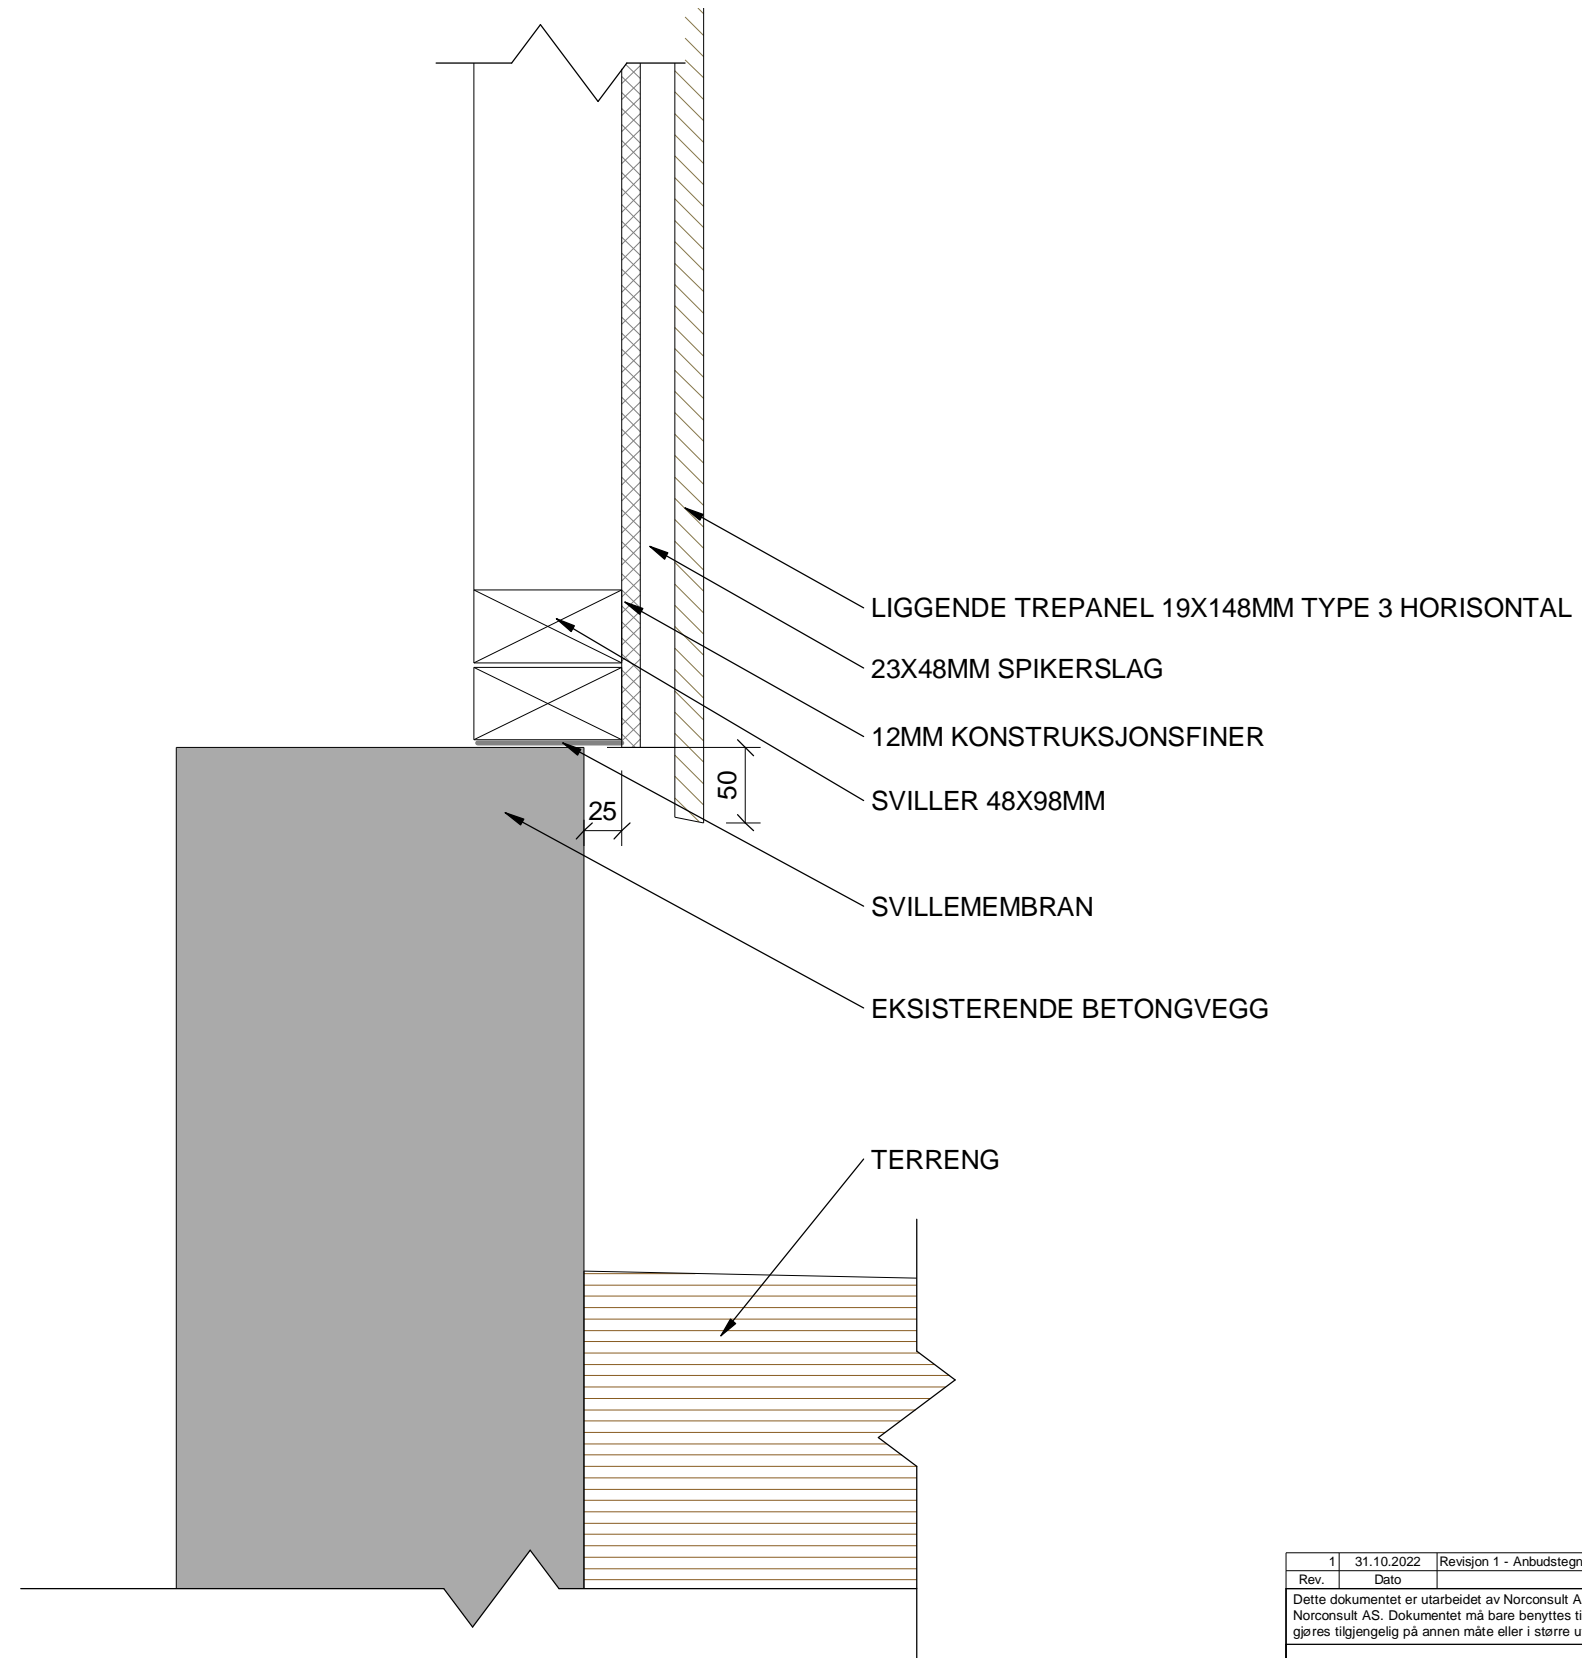 LIGGENDE TREPANEL 19X148MM TYPE 3 HORISONTAL
23X48MM SPIKERSLAG
12MM KONSTRUKSJONSFINER
50
SVILLER 48X98MM
25
SVILLEMEMBRAN
EKSISTERENDE BETONGVEGG
TERRENG
1 31.10.2022 Revisjon 1 - Anbudstegn
Rev. Dato
Dette dokumentet er utarbeidet av Norconsult A
Norconsult AS. Dokumentet må bare benyttes ti
gjøres tilgjengelig på annen måte eller i større u